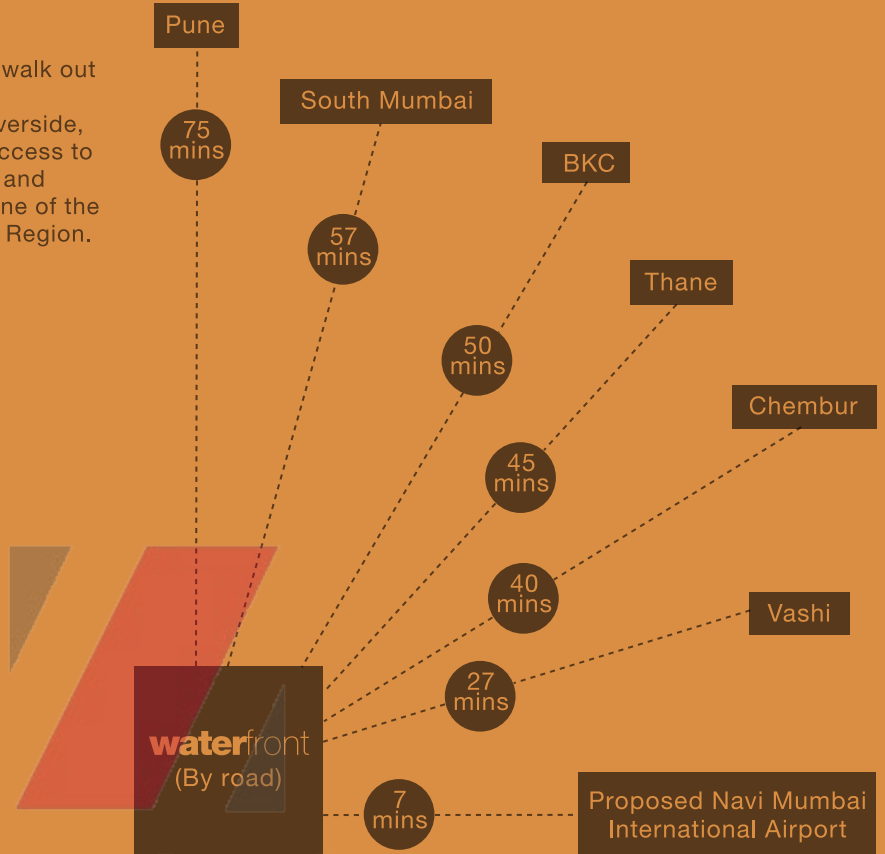 Pune
walk out
verside,
ccess to
and
ne of the
Region.
75
mins
South Mumbai
57
mins
BKC
50
mins
Thane
45
mins
Chembur
40
mins
Vashi
27
mins
waterfront
(By road)
7
mins
Proposed Navi Mumbai
International Airport